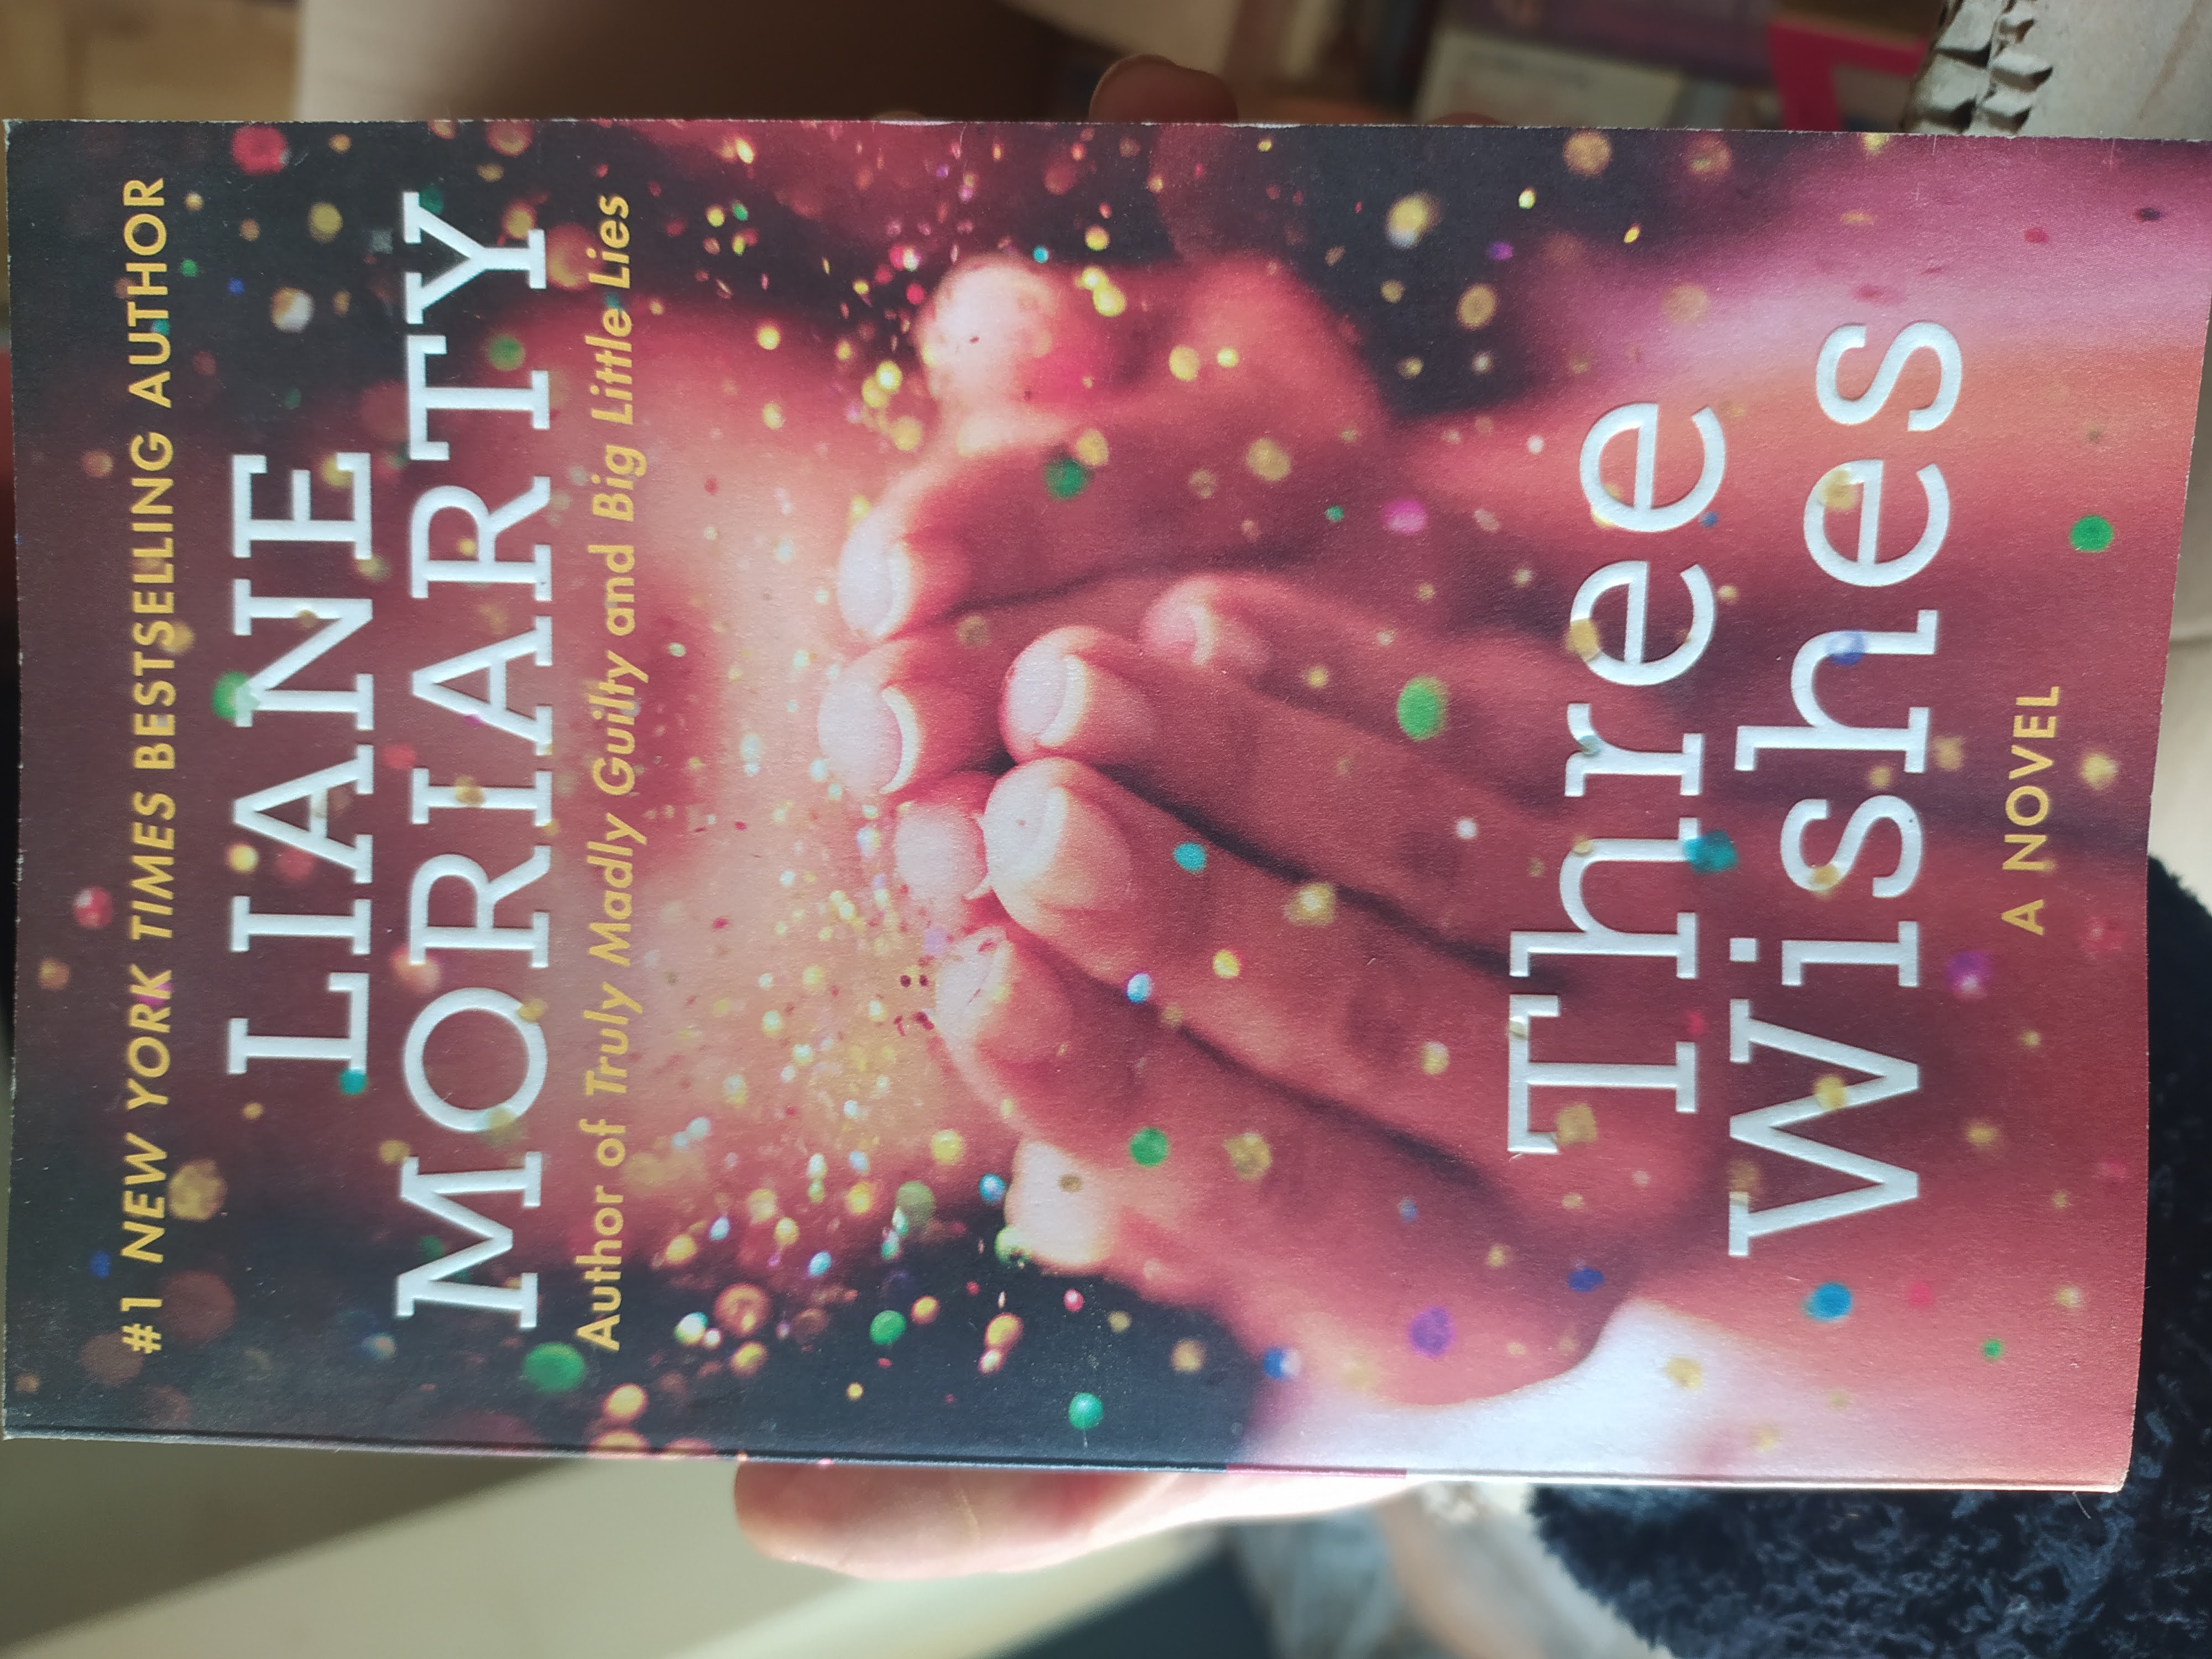 #1 NEW YORK TIMES BESTSELLING AUTHOR
LIANE
MORIARTY
Author of Truly Madly Guilty and Big Little Lies
Three
Wishes
A NOVEL